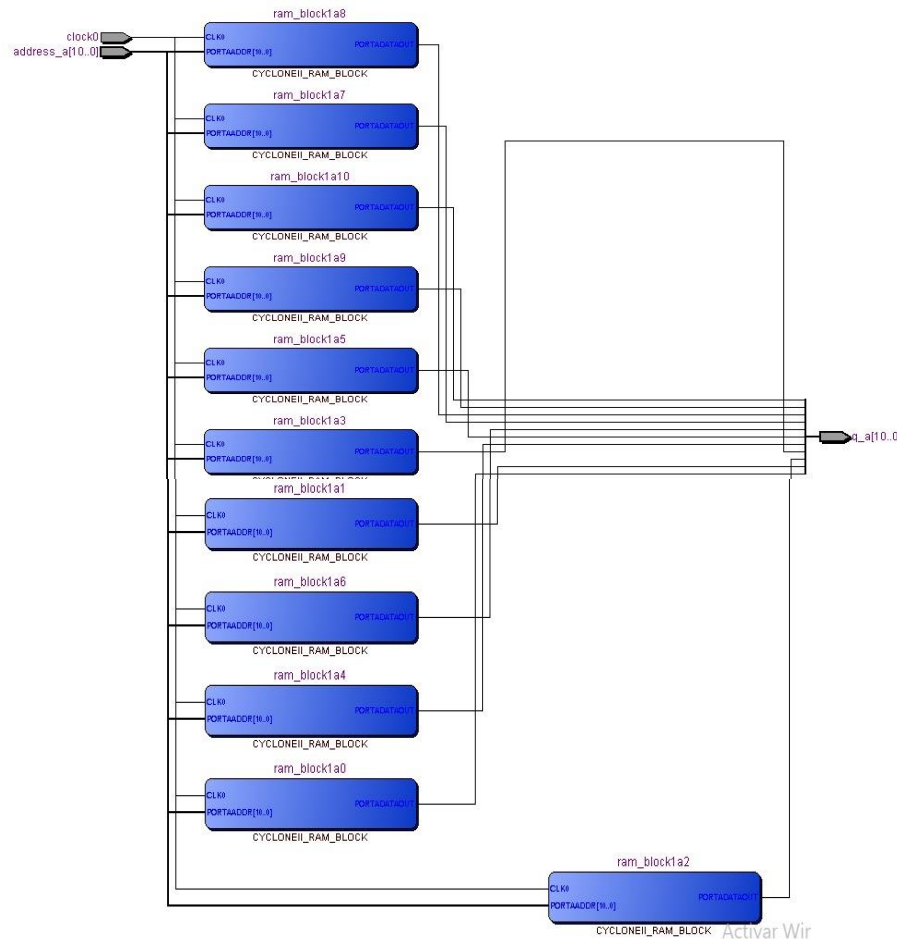 ram_block1a8
clock0
CLK0
PORTADATAOUT
address_a[10..0]
PORTAADDR[10..0]
CYCLONEII_RAM_BLOCK
ram_block1a7
CLK0
PORTADATAOUT
PORTAADDR[10..0]
CYCLONEII_RAM_BLOCK
ram_block1a10
CLK0
PORTADATAOUT
PORTAADDR[10..0]
CYCLONEII_RAM_BLOCK
ram_block1a9
CLK0
PORTADATAOUT
PORTAADDR[10..0]
CYCLONEII_RAM_BLOCK
ram_block1a5
CLK0
PORTADATAOUT
PORTAADDR[10..0]
CYCLONEII_RAM_BLOCK
ram_block1a3
q_a[10..0
CLK0
PORTADATAOUT
PORTAADDR[10..0]
CYCLONEII_RAM_BLOCK
ram_block1a1
CLK0
PORTADATAOUT
PORTAADDR[10..0]
CYCLONEII_RAM_BLOCK
ram_block1a6
CLK0
PORTADATAOUT
PORTAADDR[10..0]
CYCLONEII_RAM_BLOCK
ram_block1a4
CLK0
PORTADATAOUT
PORTAADDR[10..0]
CYCLONEII_RAM_BLOCK
ram_block1a0
CLK0
PORTADATAOUT
PORTAADDR[10..0]
CYCLONEII_RAM_BLOCK
ram_block1a2
CLK0
PORTADATAOUT
PORTAADDR[10..0]
CYCLONEII_RAM_BLOCK
Activar Wir